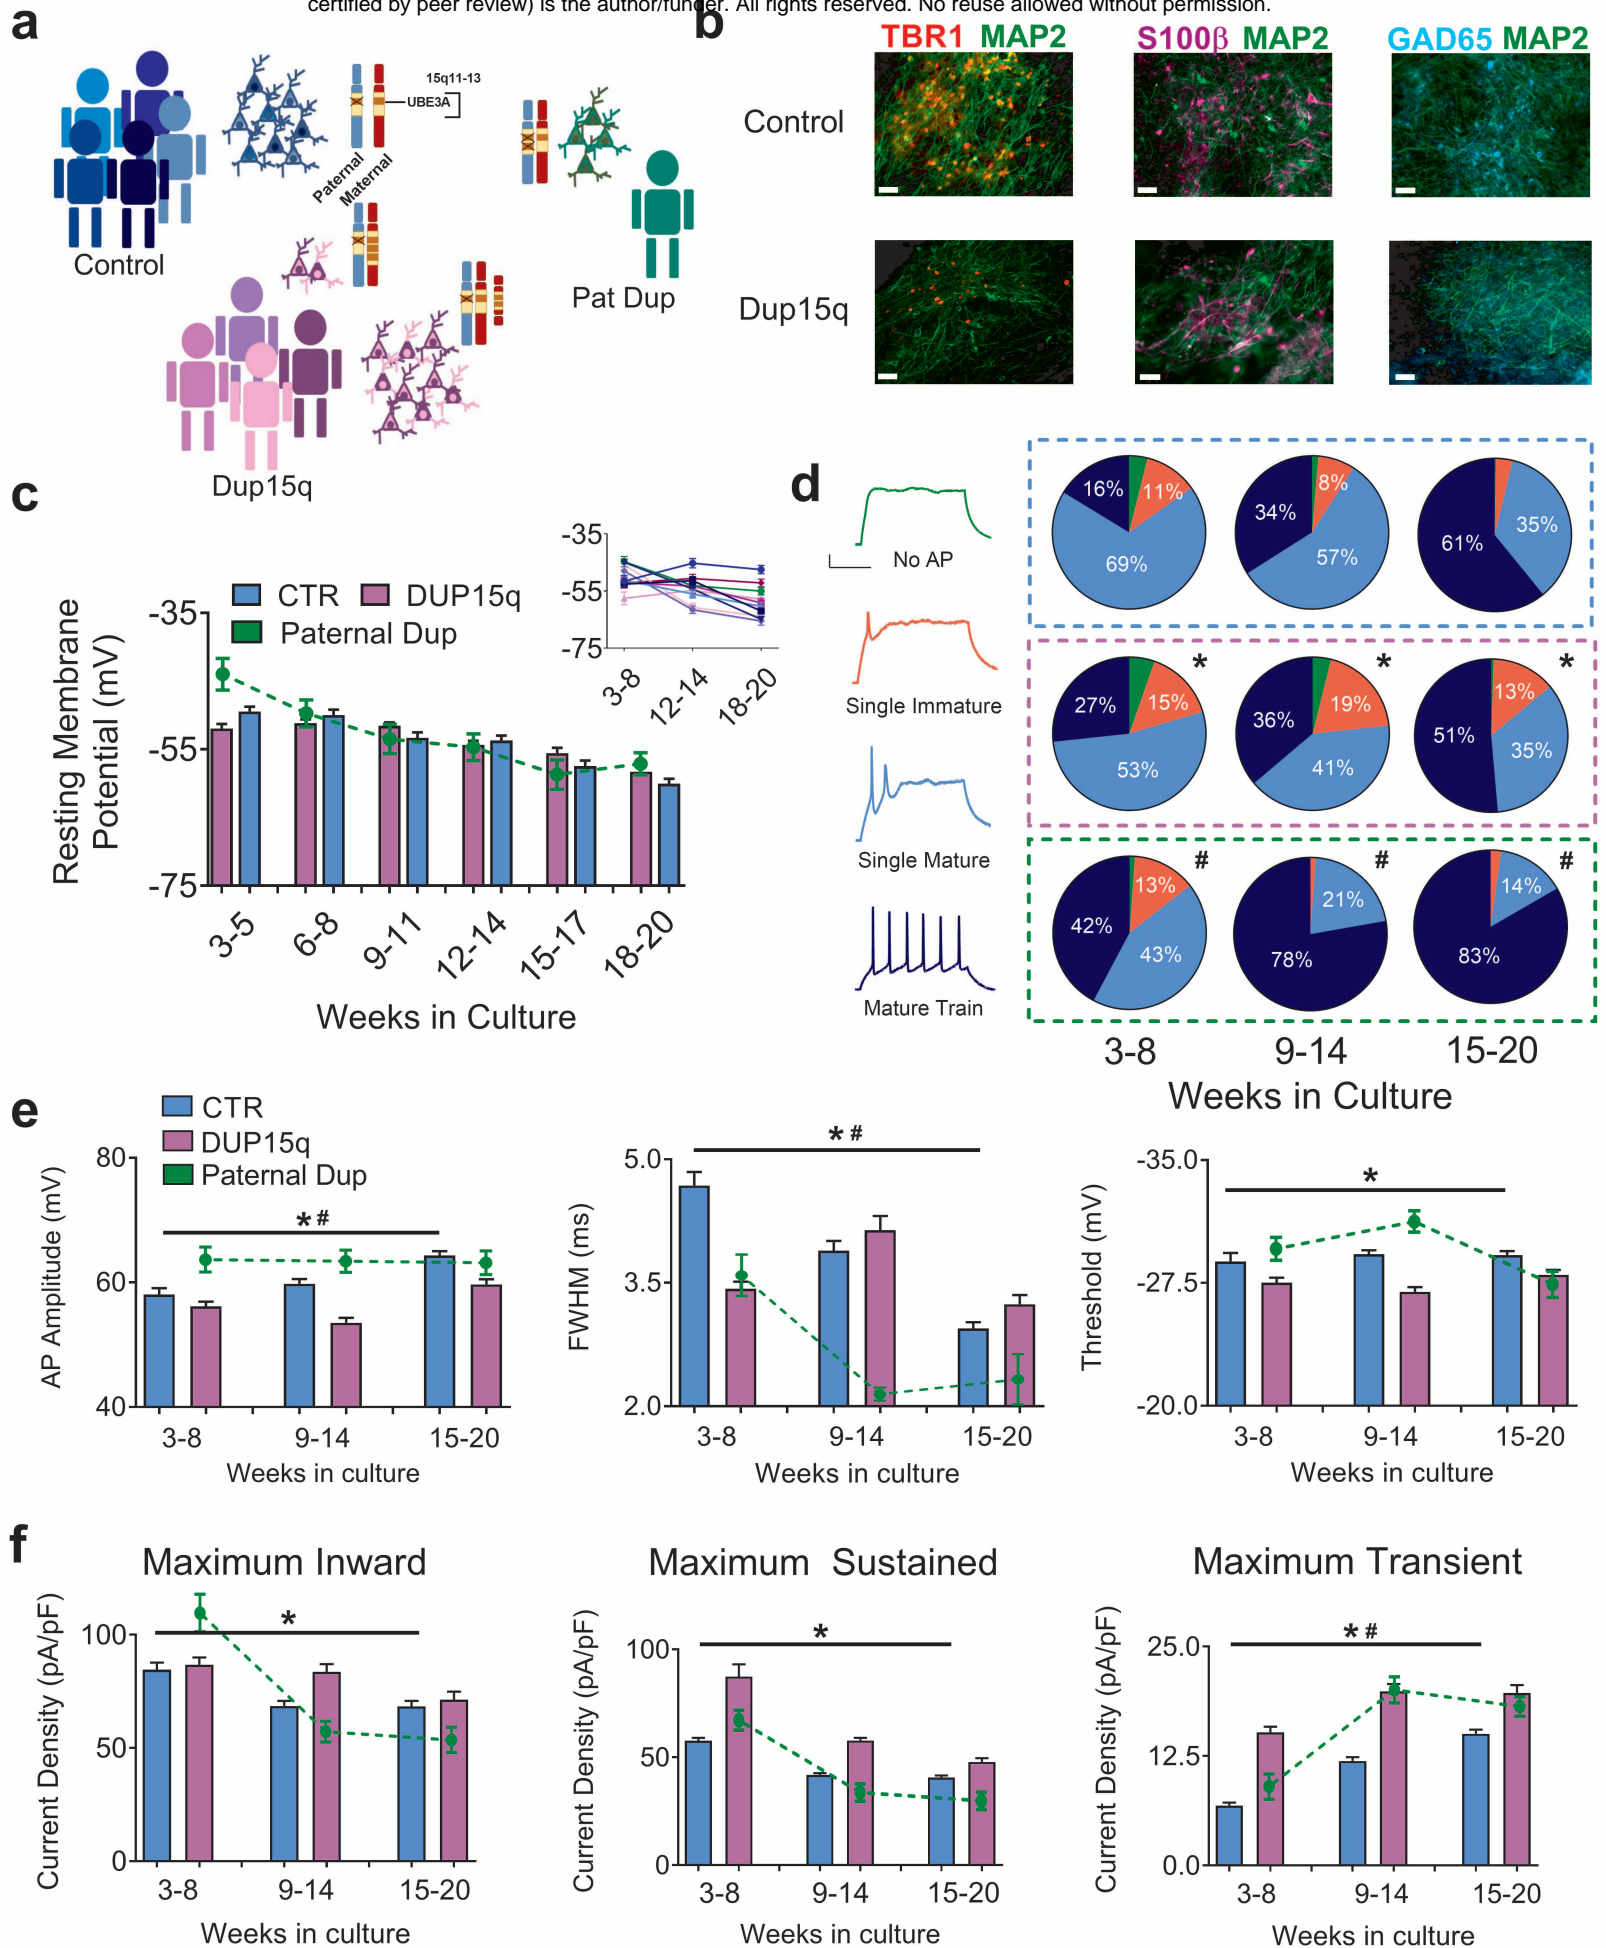 certified by peer review) is the author/funder. All rights reserved. No reuse allowed without permission.
a
15q11-13
UBE3A
Paternal
Maternal
Control
Pat Dup
Dup15q
b
TBR1 MAP2
S100β MAP2
GAD65 MAP2
Control
Dup15q
c
CTR
DUP15q
Paternal Dup
Resting Membrane
Potential (mV)
-35
-55
-75
3-5
6-8
9-11
12-14
15-17
18-20
Weeks in Culture
-35
-55
-75
3-8
12-14
18-20
d
No AP
Single Immature
Single Mature
Mature Train
16%
11%
69%
34%
8%
57%
61%
35%
*
27%
15%
53%
*
36%
19%
41%
*
51%
13%
35%
#
42%
13%
43%
#
78%
21%
#
83%
14%
3-8
9-14
15-20
Weeks in Culture
e
CTR
DUP15q
Paternal Dup
AP Amplitude (mV)
80
60
40
* #
3-8
9-14
15-20
Weeks in culture
FWHM (ms)
5.0
3.5
2.0
* #
3-8
9-14
15-20
Weeks in culture
Threshold (mV)
-35.0
-27.5
-20.0
*
3-8
9-14
15-20
Weeks in culture
f
Maximum Inward
Current Density (pA/pF)
100
50
0
*
3-8
9-14
15-20
Weeks in culture
Maximum Sustained
Current Density (pA/pF)
100
50
0
*
3-8
9-14
15-20
Weeks in culture
Maximum Transient
Current Density (pA/pF)
25.0
12.5
0.0
* #
3-8
9-14
15-20
Weeks in culture